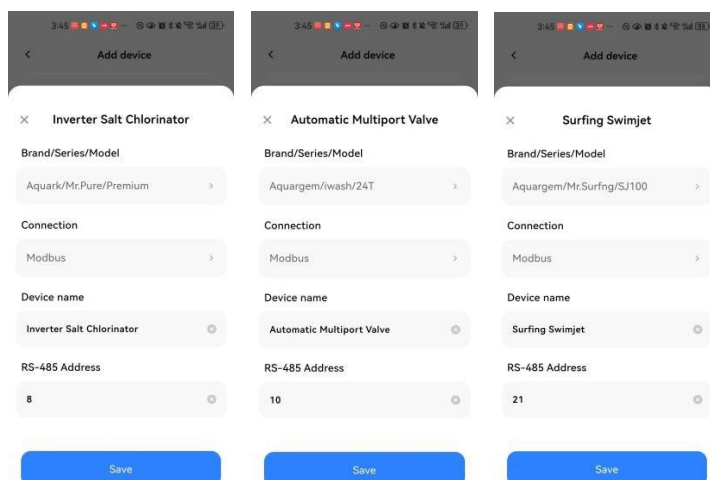 3:45
Add device
Inverter Salt Chlorinator
Brand/Series/Model
Aquark/Mr.Pure/Premium
Connection
Modbus
Device name
Inverter Salt Chlorinator
RS-485 Address
8
Save
3:45
Add device
Automatic Multiport Valve
Brand/Series/Model
Aquargem/iwash/24T
Connection
Modbus
Device name
Automatic Multiport Valve
RS-485 Address
10
Save
3:45
Add device
Surfing Swimjet
Brand/Series/Model
Aquargem/Mr.Surfng/SJ100
Connection
Modbus
Device name
Surfing Swimjet
RS-485 Address
21
Save